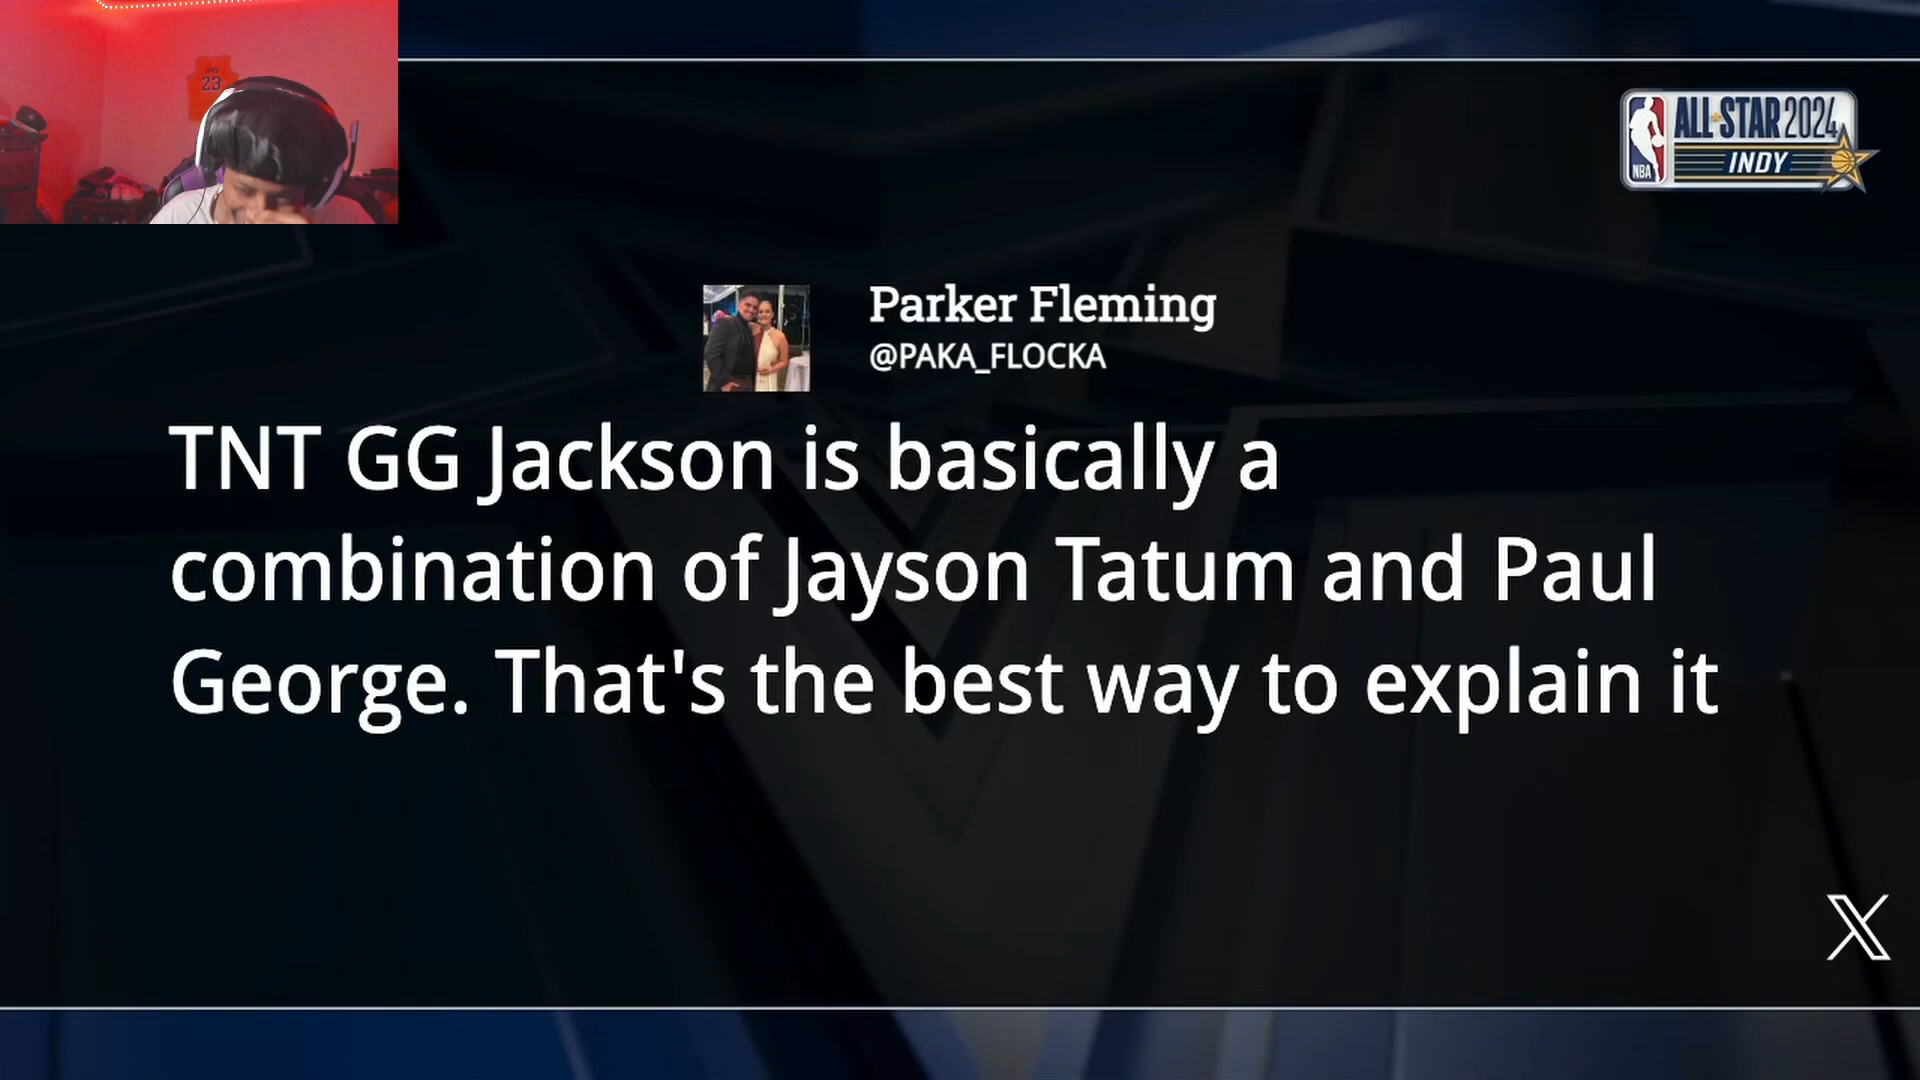 23
ALL STAR 2024
INDY
NBA
Parker Fleming
@PAKA_FLOCKA
TNT GG Jackson is basically a
combination of Jayson Tatum and Paul
George. That's the best way to explain it
X